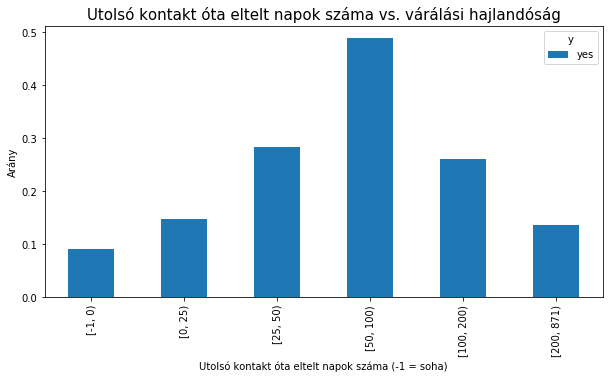 Utolsó kontakt óta eltelt napok száma vs. várálási hajlandóság
y
yes
Arány
0.5
0.4
0.3
0.2
0.1
0.0
[-1, 0)
[0, 25)
[25, 50)
[50, 100)
[100, 200)
[200, 871)
Utolsó kontakt óta eltelt napok száma (-1 = soha)